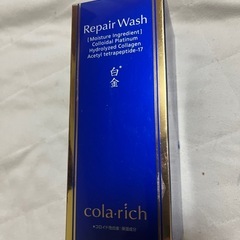 Repair Wash
[Moisture Ingredient]
Colloidal Platinum
Hydrolyzed Collagen
Acetyl tetrapeptide-17
白金*
cola·rich